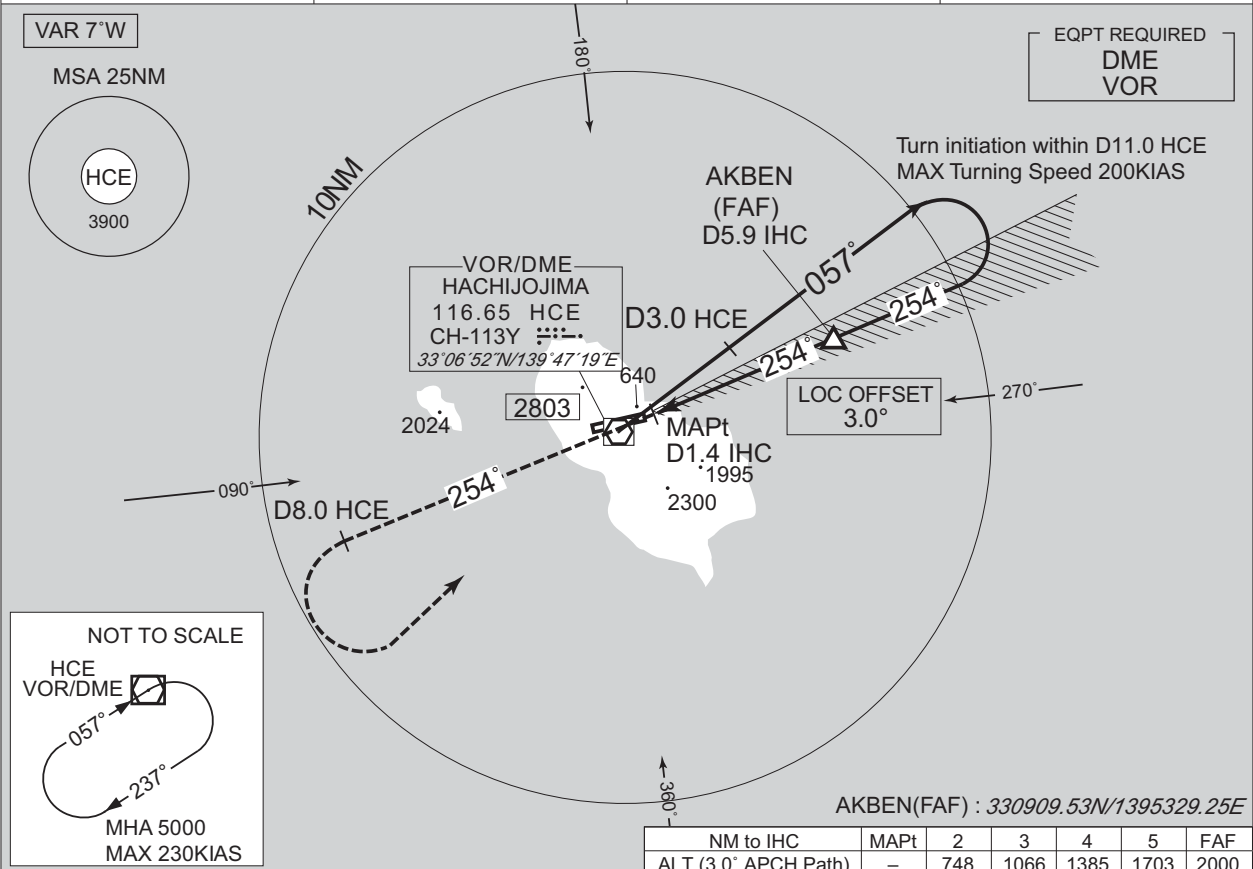 VAR 7°W
MSA 25NM
HCE
3900
10NM
180°
EQPT REQUIRED
DME
VOR
Turn initiation within D11.0 HCE
MAX Turning Speed 200KIAS
AKBEN
(FAF)
D5.9 IHC
057°
254°
254°
VOR/DME
HACHIJOJIMA
116.65 HCE
CH-113Y
33°06´52˝N/139°47´19˝E
D3.0 HCE
640
2803
2024
LOC OFFSET
3.0°
270°
MAPt
D1.4 IHC
1995
2300
090°
254°
D8.0 HCE
360°
NOT TO SCALE
HCE
VOR/DME
057°
237°
MHA 5000
MAX 230KIAS
AKBEN(FAF) : 330909.53N/1395329.25E
NM to IHC MAPt 2 3 4 5 FAF
ALT (3.0° APCH Path) – 748 1066 1385 1703 2000